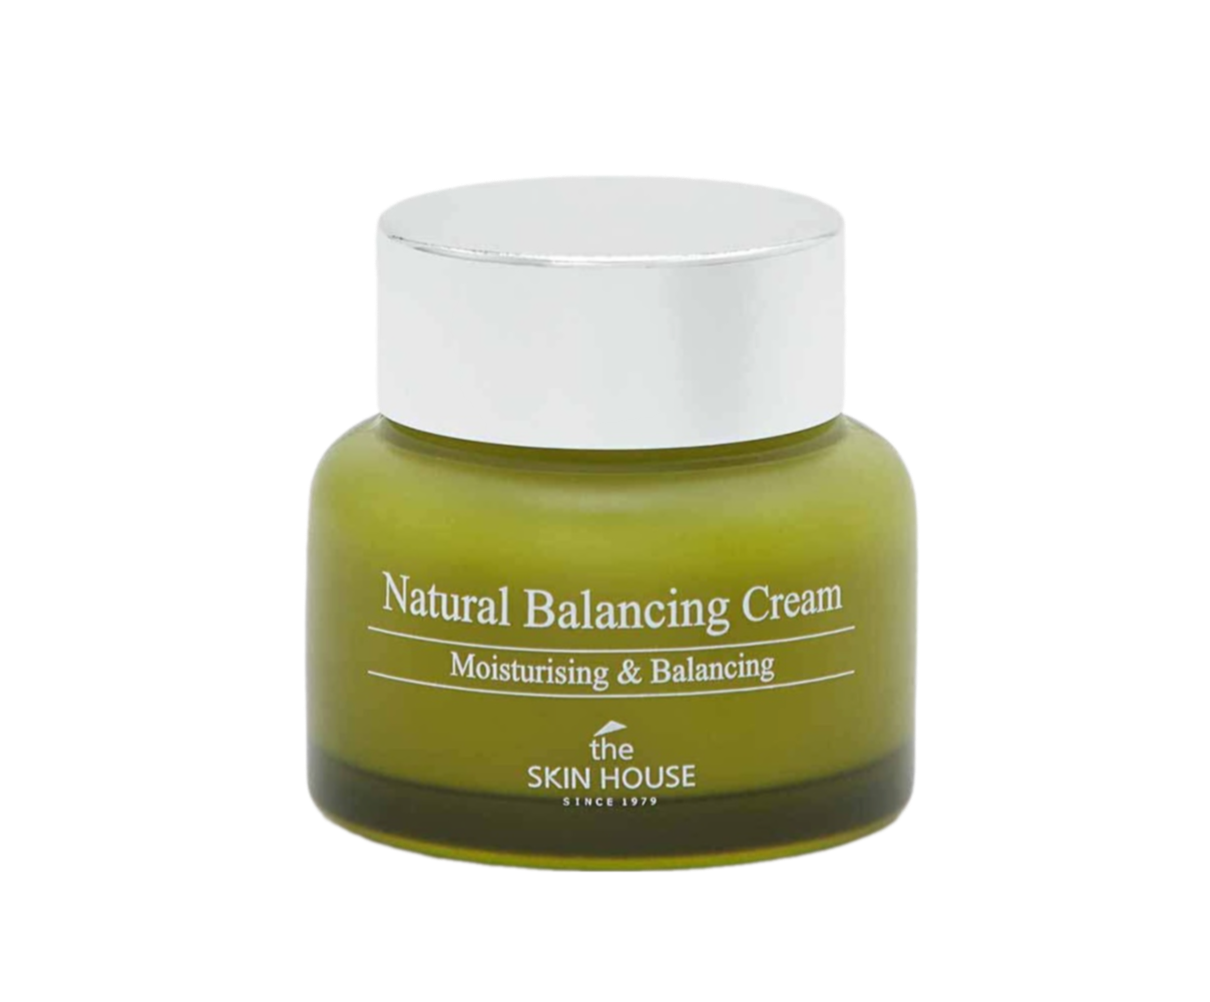 Natural Balancing Cream
Moisturising & Balancing
the
SKIN HOUSE
SINCE 1979